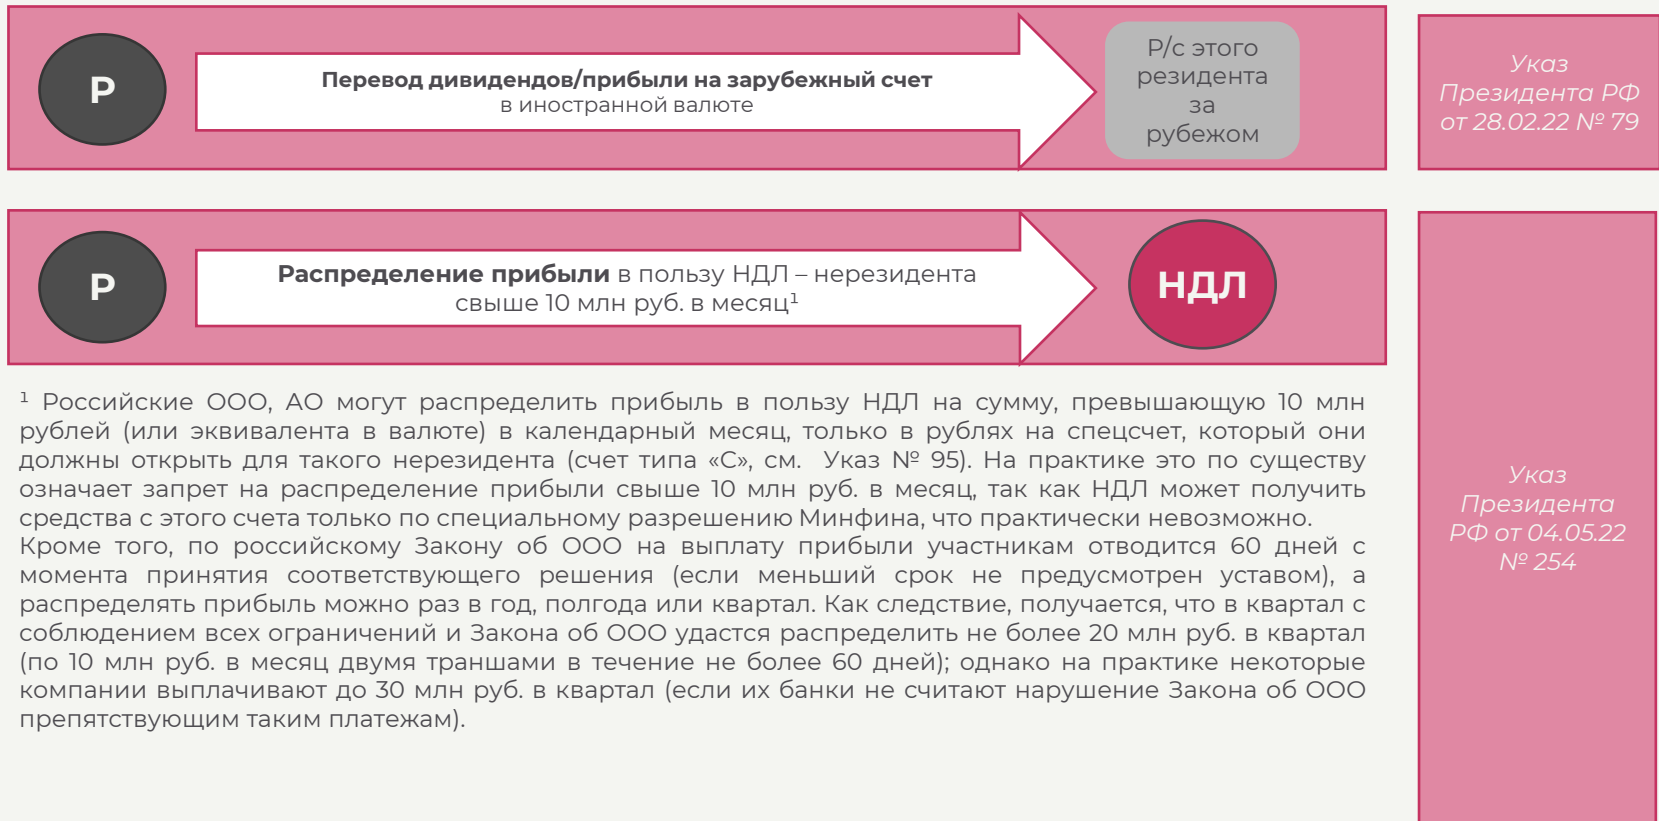 Р
Перевод дивидендов/прибыли на зарубежный счет
в иностранной валюте
Р/с этого
резидента
за
рубежом
Указ
Президента РФ
от 28.02.22 № 79
Р
Распределение прибыли в пользу НДЛ – нерезидента
свыше 10 млн руб. в месяц¹
НДЛ
¹ Российские ООО, АО могут распределить прибыль в пользу НДЛ на сумму, превышающую 10 млн
рублей (или эквивалента в валюте) в календарный месяц, только в рублях на спецсчет, который они
должны открыть для такого нерезидента (счет типа «С», см. Указ № 95). На практике это по существу
означает запрет на распределение прибыли свыше 10 млн руб. в месяц, так как НДЛ может получить
средства с этого счета только по специальному разрешению Минфина, что практически невозможно.
Кроме того, по российскому Закону об ООО на выплату прибыли участникам отводится 60 дней с
момента принятия соответствующего решения (если меньший срок не предусмотрен уставом), а
распределять прибыль можно раз в год, полгода или квартал. Как следствие, получается, что в квартал с
соблюдением всех ограничений и Закона об ООО удастся распределить не более 20 млн руб. в квартал
(по 10 млн руб. в месяц двумя траншами в течение не более 60 дней); однако на практике некоторые
компании выплачивают до 30 млн руб. в квартал (если их банки не считают нарушение Закона об ООО
препятствующим таким платежам).
Указ
Президента
РФ от 04.05.22
№ 254